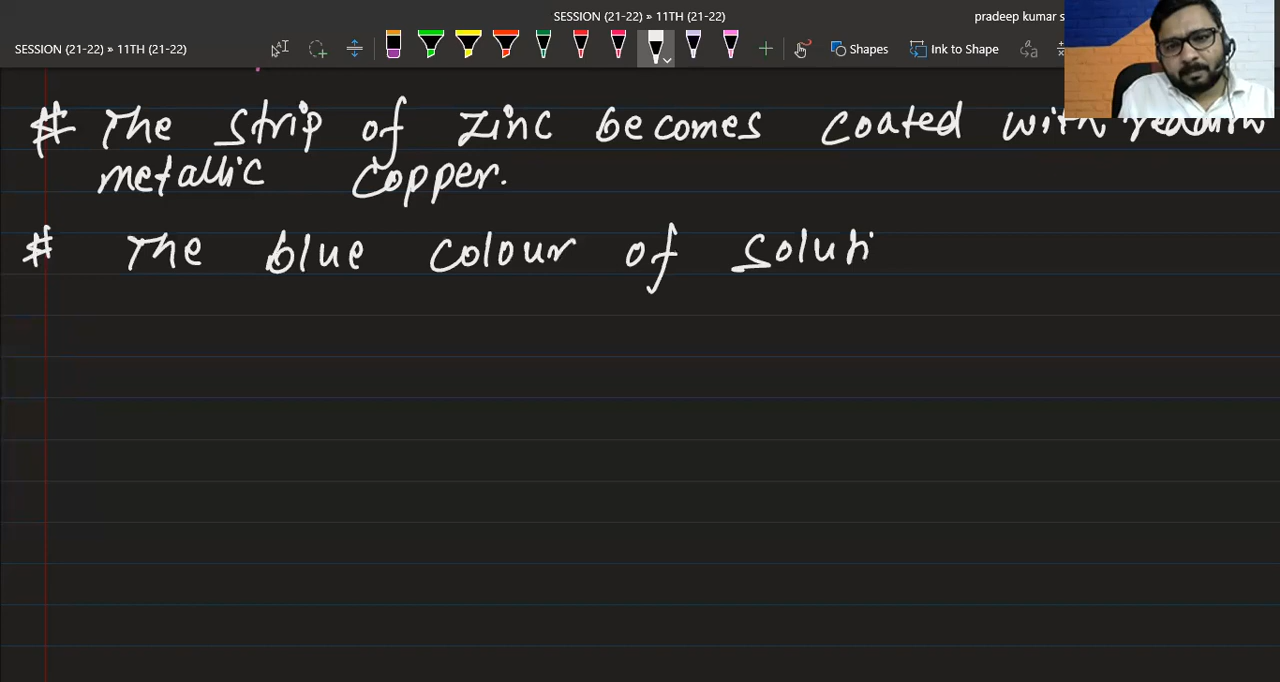 SESSION (21-22) » 11TH (21-22)
pradeep kumar s
SESSION (21-22) » 11TH (21-22)
Shapes
Ink to Shape
# The strip of zinc becomes coated with
metallic copper.
# The blue colour of soluti